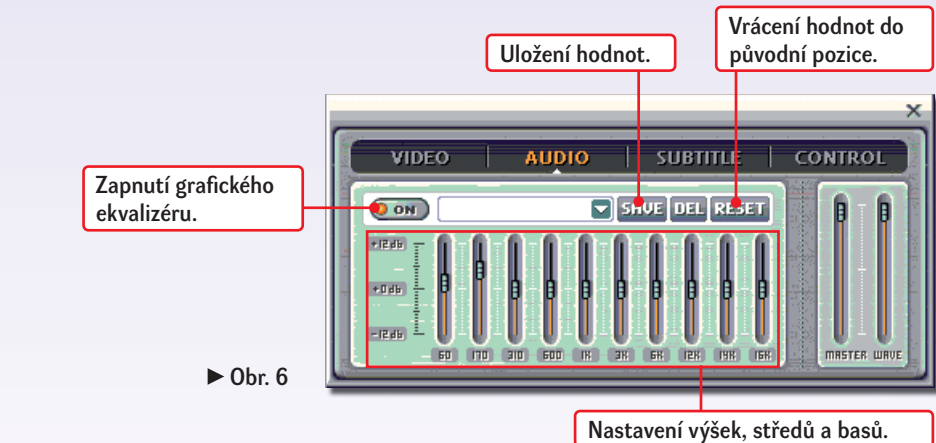 Vrácení hodnot do
původní pozice.
Uložení hodnot.
VIDEO AUDIO SUBTITLE CONTROL
Zapnutí grafického
ekvalizéru.
ON SAVE DEL RESET
+12db
+0db
-12db
60 170 310 600 1K 3K 6K 12K 14K 16K
MASTER WAVE
► Obr. 6
Nastavení výšek, středů a basů.